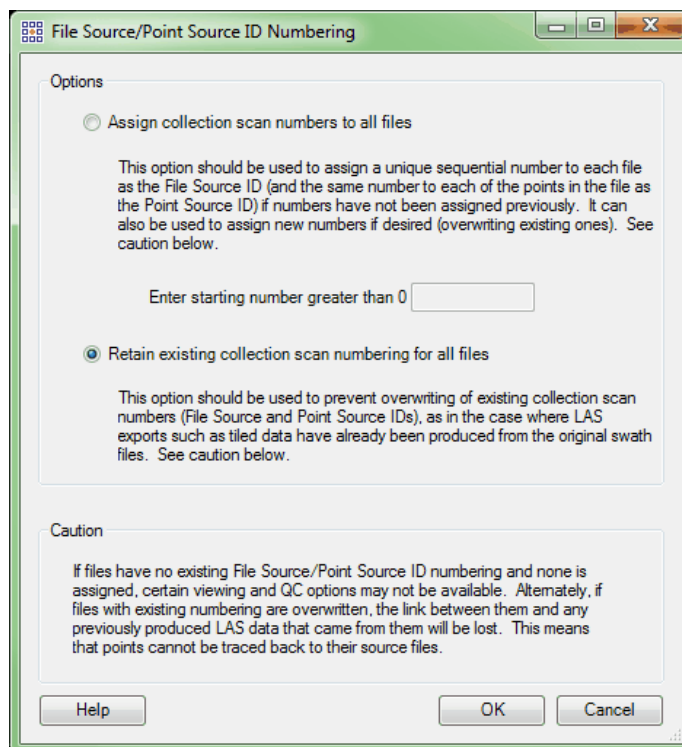 File Source/Point Source ID Numbering
Options
Assign collection scan numbers to all files
This option should be used to assign a unique sequential number to each file
as the File Source ID (and the same number to each of the points in the file as
the Point Source ID) if numbers have not been assigned previously. It can
also be used to assign new numbers if desired (overwriting existing ones). See
caution below.
Enter starting number greater than 0
Retain existing collection scan numbering for all files
This option should be used to prevent overwriting of existing collection scan
numbers (File Source and Point Source IDs), as in the case where LAS
exports such as tiled data have already been produced from the original swath
files. See caution below.
Caution
If files have no existing File Source/Point Source ID numbering and none is
assigned, certain viewing and QC options may not be available. Alternately, if
files with existing numbering are overwritten, the link between them and any
previously produced LAS data that came from them will be lost. This means
that points cannot be traced back to their source files.
Help
OK
Cancel